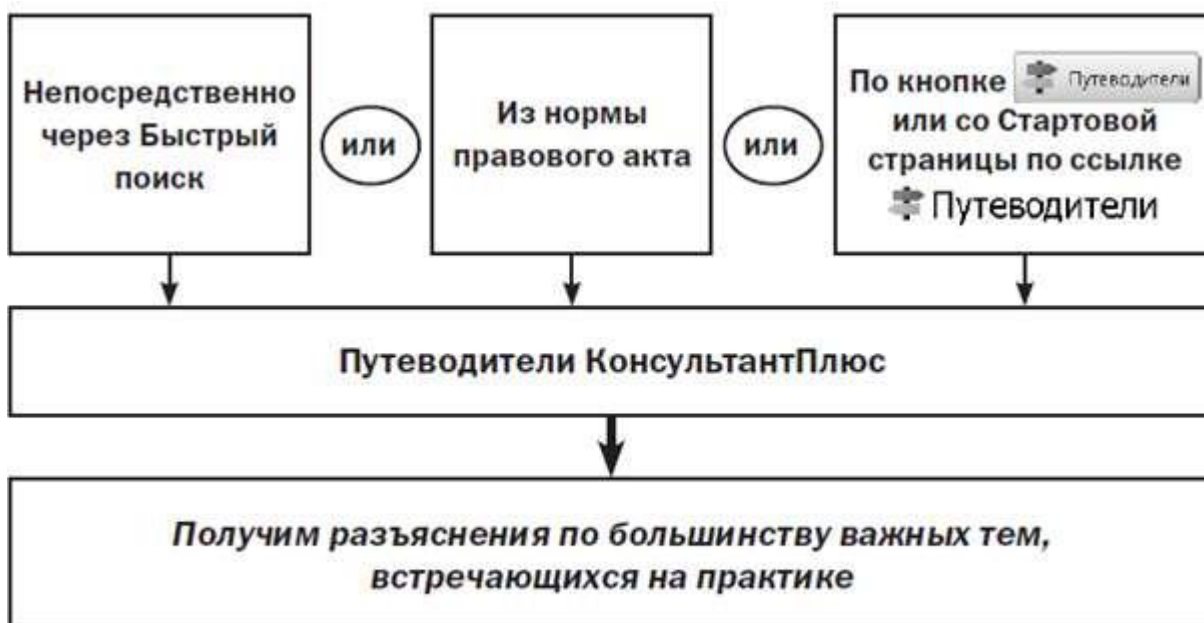 Непосредственно
через Быстрый
поиск
или
Из нормы
правового акта
или
По кнопке Путеводители
или со Стартовой
страницы по ссылке
Путеводители
Путеводители КонсультантПлюс
Получим разъяснения по большинству важных тем,
встречающихся на практике